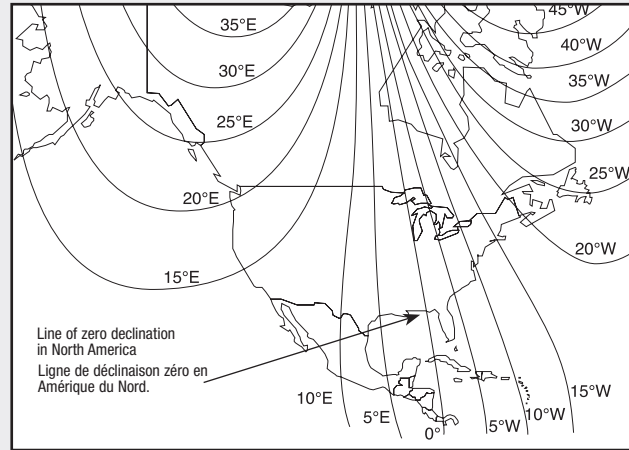 35°E
45°W
40°W
30°E
35°W
25°E
30°W
25°W
20°E
20°W
15°E
Line of zero declination
in North America
Ligne de déclinaison zéro en
Amérique du Nord.
10°E
5°E
0°
5°W
10°W
15°W